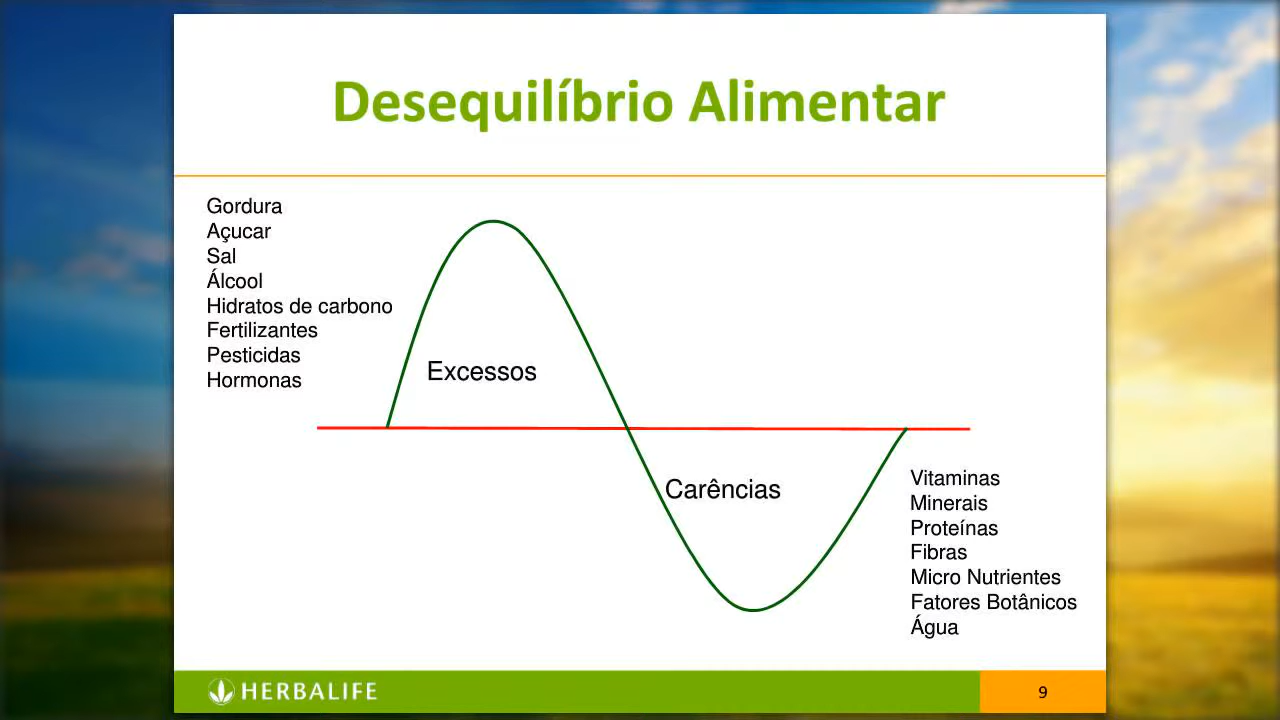 Desequilíbrio Alimentar
Gordura
Açucar
Sal
Álcool
Hidratos de carbono
Fertilizantes
Pesticidas
Hormonas
Excessos
Carências
Vitaminas
Minerais
Proteínas
Fibras
Micro Nutrientes
Fatores Botânicos
Água
HERBALIFE
9